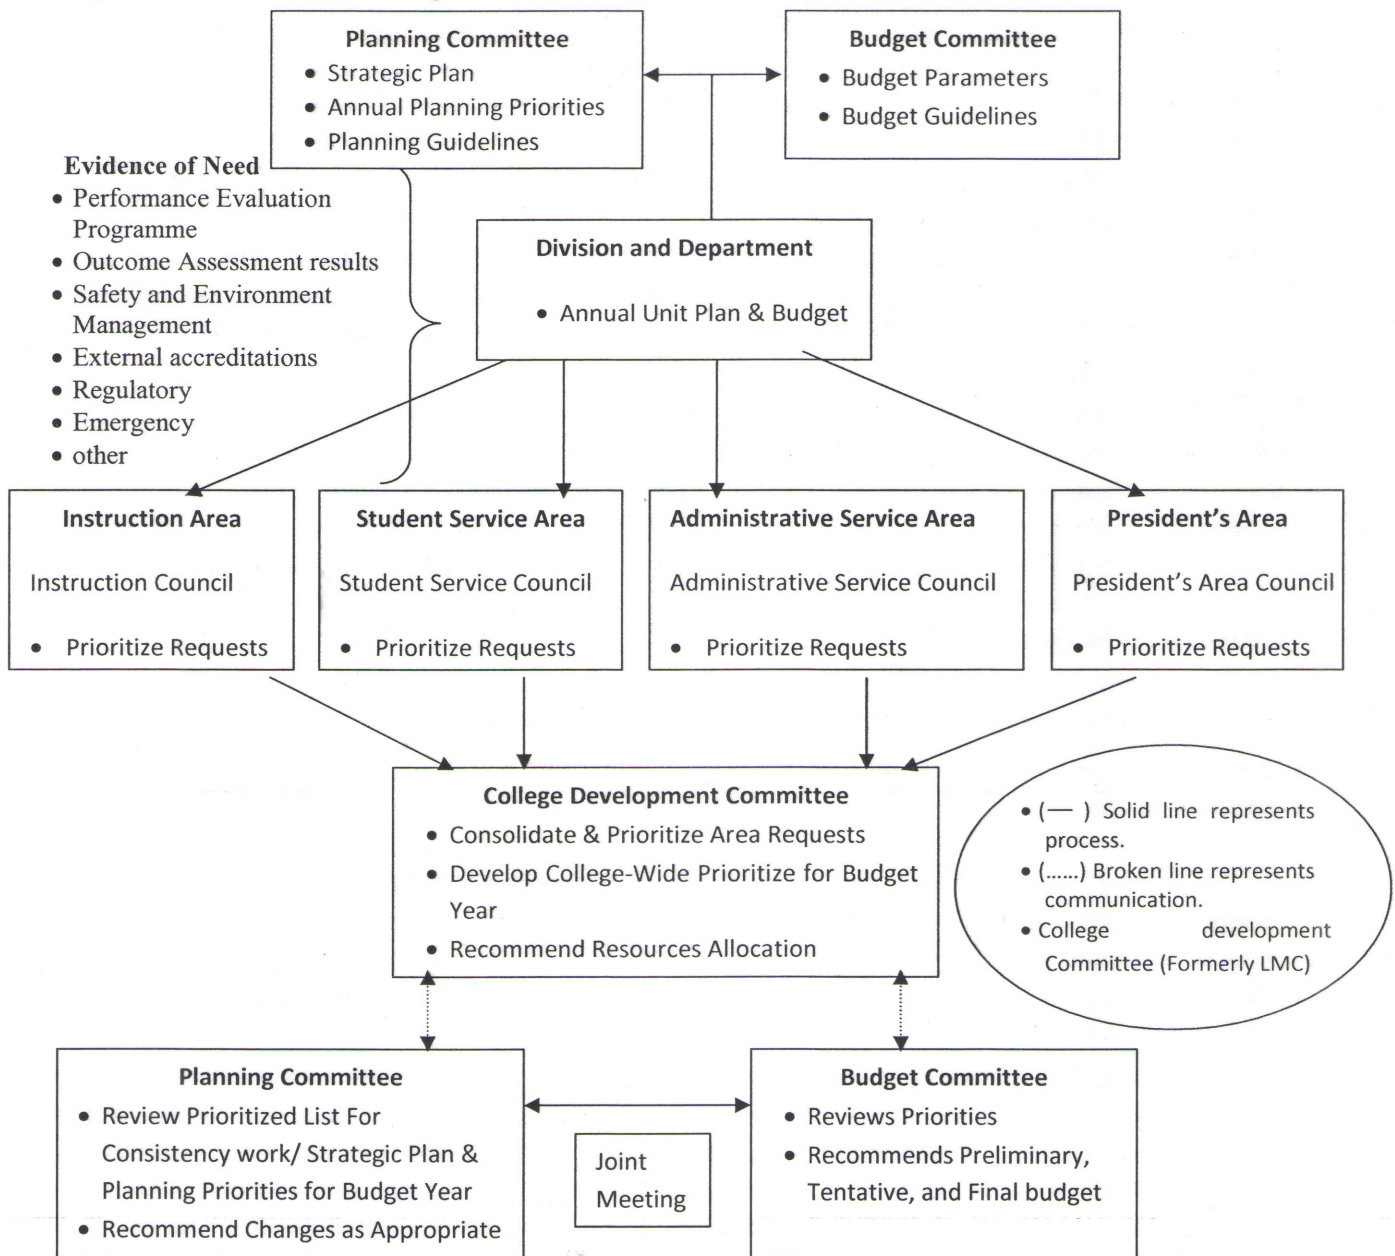 Planning Committee
• Strategic Plan
• Annual Planning Priorities
• Planning Guidelines
Budget Committee
• Budget Parameters
• Budget Guidelines
Evidence of Need
• Performance Evaluation
Programme
• Outcome Assessment results
• Safety and Environment
Management
• External accreditations
• Regulatory
• Emergency
• other
Division and Department
• Annual Unit Plan & Budget
Instruction Area
Instruction Council
• Prioritize Requests
Student Service Area
Student Service Council
• Prioritize Requests
Administrative Service Area
Administrative Service Council
• Prioritize Requests
President's Area
President's Area Council
• Prioritize Requests
College Development Committee
• Consolidate & Prioritize Area Requests
• Develop College-Wide Prioritize for Budget
Year
• Recommend Resources Allocation
• (— ) Solid line represents
process.
• (......) Broken line represents
communication.
• College development
Committee (Formerly LMC)
Planning Committee
• Review Prioritized List For
Consistency work/ Strategic Plan &
Planning Priorities for Budget Year
• Recommend Changes as Appropriate
Joint
Meeting
Budget Committee
• Reviews Priorities
• Recommends Preliminary,
Tentative, and Final budget